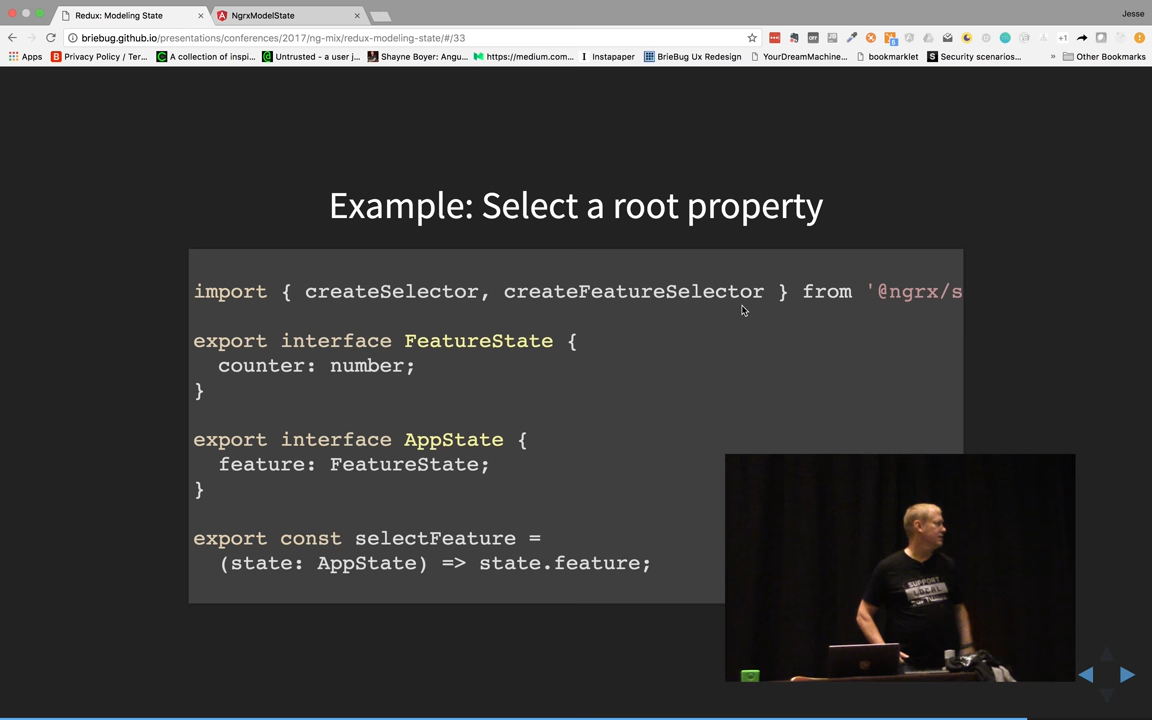 Redux: Modeling State
NgrxModelState
Jesse
briebug.github.io/presentations/conferences/2017/ng-mix/redux-modeling-state/#/33
Apps
Privacy Policy / Ter...
A collection of inspi...
Untrusted - a user j...
Shayne Boyer: Angu...
https://medium.com...
Instapaper
BrieBug Ux Redesign
YourDreamMachine...
bookmarklet
Security scenarios...
»
Other Bookmarks
Example: Select a root property
import { createSelector, createFeatureSelector } from '@ngrx/s
export interface FeatureState {
counter: number;
}
export interface AppState {
feature: FeatureState;
}
export const selectFeature =
(state: AppState) => state.feature;
SUPPORT
LOCAL